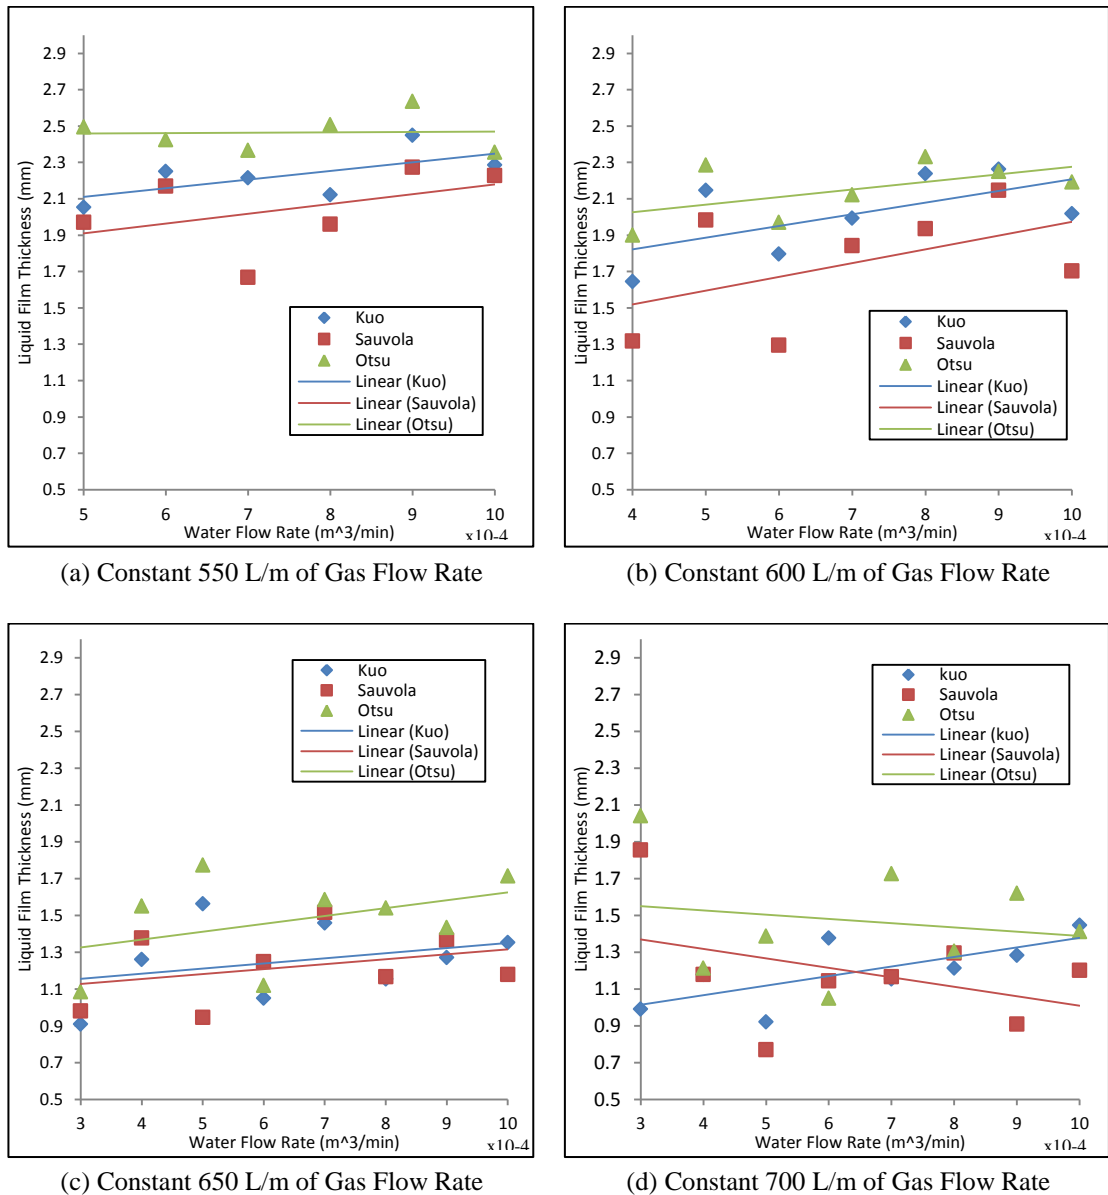 2.9
2.7
2.5
2.3
2.1
1.9
1.7
1.5
1.3
1.1
0.9
0.7
0.5
Liquid Film Thickness (mm)
Kuo
Sauvola
Otsu
Linear (Kuo)
Linear (Sauvola)
Linear (Otsu)
5 6 7 8 9 10
Water Flow Rate (m^3/min)
x10-4
(a) Constant 550 L/m of Gas Flow Rate
2.9
2.7
2.5
2.3
2.1
1.9
1.7
1.5
1.3
1.1
0.9
0.7
0.5
Liquid Film Thickness (mm)
Kuo
Sauvola
Otsu
Linear (Kuo)
Linear (Sauvola)
Linear (Otsu)
4 5 6 7 8 9 10
Water Flow Rate (m^3/min)
x10-4
(b) Constant 600 L/m of Gas Flow Rate
2.9
2.7
2.5
2.3
2.1
1.9
1.7
1.5
1.3
1.1
0.9
0.7
0.5
Liquid Film Thickness (mm)
Kuo
Sauvola
Otsu
Linear (Kuo)
Linear (Sauvola)
Linear (Otsu)
3 4 5 6 7 8 9 10
Water Flow Rate (m^3/min)
x10-4
(c) Constant 650 L/m of Gas Flow Rate
2.9
2.7
2.5
2.3
2.1
1.9
1.7
1.5
1.3
1.1
0.9
0.7
0.5
Liquid Film Thickness (mm)
kuo
Sauvola
Otsu
Linear (kuo)
Linear (Sauvola)
Linear (Otsu)
3 4 5 6 7 8 9 10
Water Flow Rate (m^3/min)
x10-4
(d) Constant 700 L/m of Gas Flow Rate